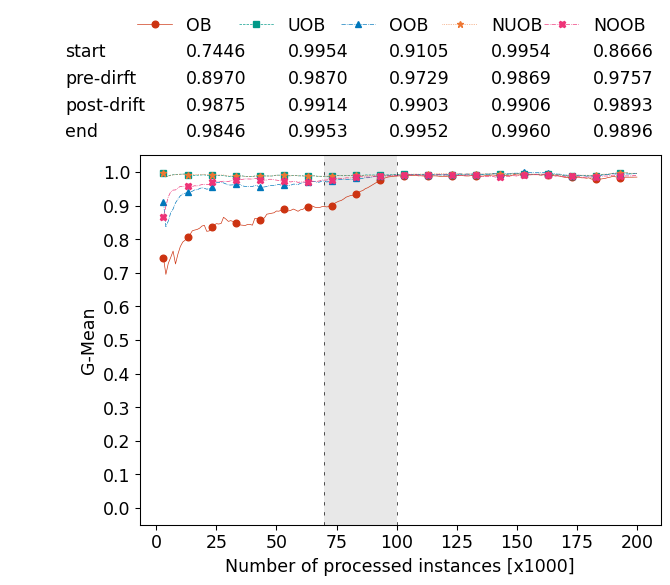 OB UOB OOB NUOB NOOB
start 0.7446 0.9954 0.9105 0.9954 0.8666
pre-dirft 0.8970 0.9870 0.9729 0.9869 0.9757
post-drift 0.9875 0.9914 0.9903 0.9906 0.9893
end 0.9846 0.9953 0.9952 0.9960 0.9896
1.0
0.9
0.8
0.7
0.6
0.5
0.4
0.3
0.2
0.1
0.0
G-Mean
0 25 50 75 100 125 150 175 200
Number of processed instances [x1000]